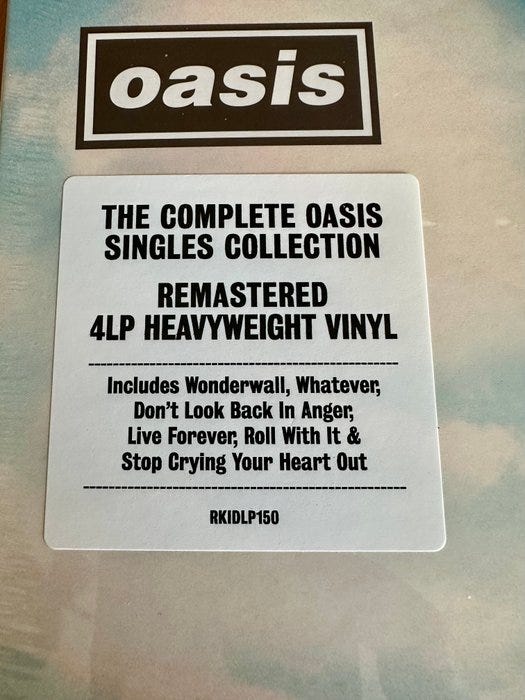 oasis
THE COMPLETE OASIS
SINGLES COLLECTION
REMASTERED
4LP HEAVYWEIGHT VINYL
Includes Wonderwall, Whatever,
Don't Look Back In Anger,
Live Forever, Roll With It &
Stop Crying Your Heart Out
RKIDLP150